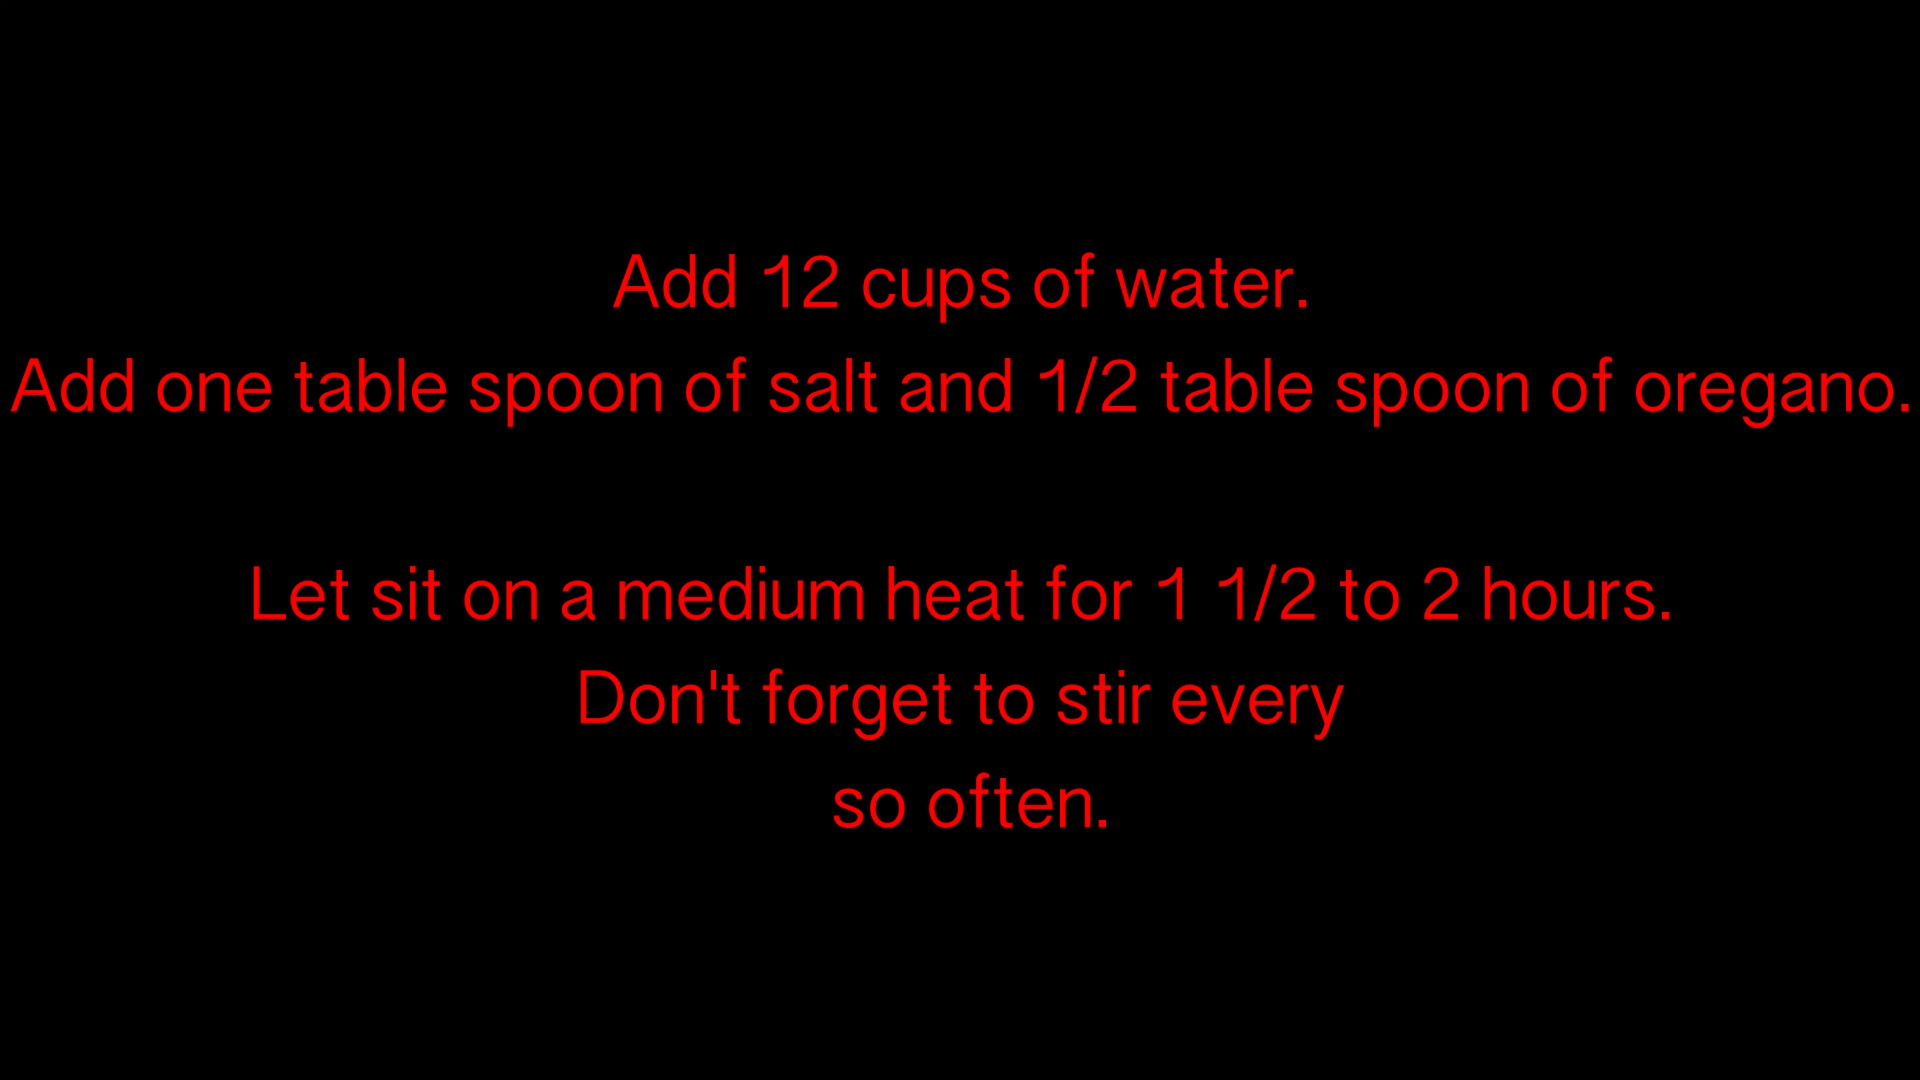 Add 12 cups of water.
Add one table spoon of salt and 1/2 table spoon of oregano.
Let sit on a medium heat for 1 1/2 to 2 hours.
Don't forget to stir every
so often.